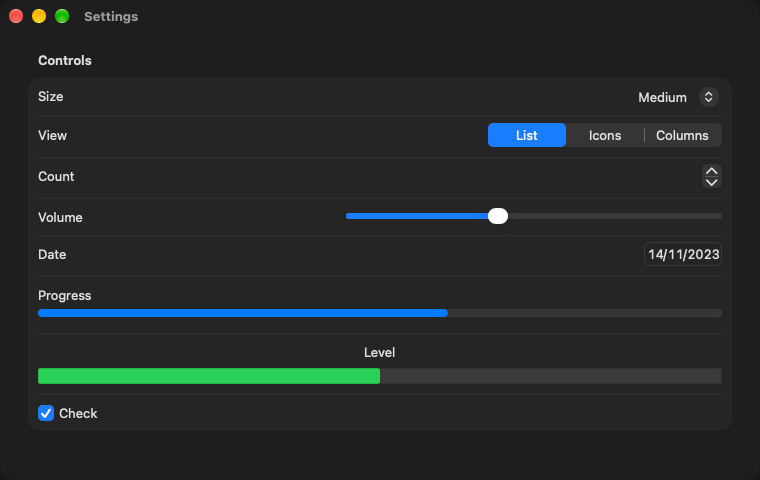 Settings
Controls
Size Medium
View List Icons Columns
Count
Volume
Date 14/11/2023
Progress
Level
Check